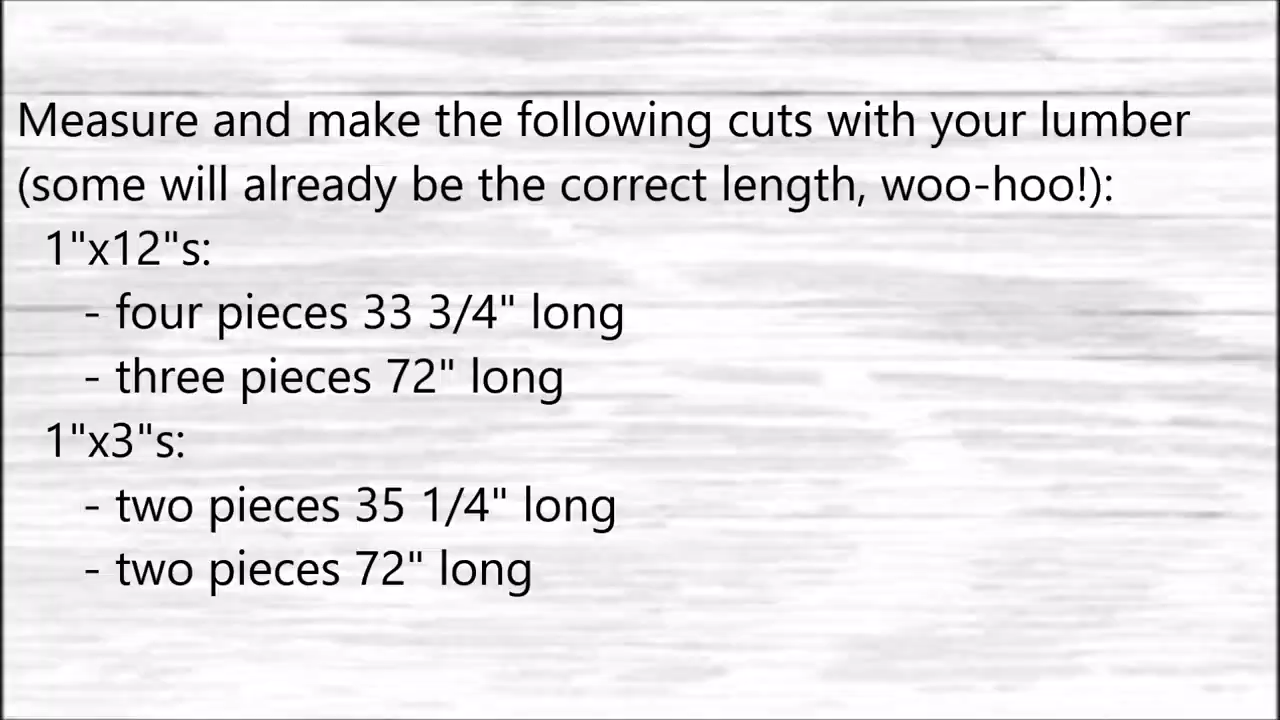 Measure and make the following cuts with your lumber
(some will already be the correct length, woo-hoo!):
1"x12"s:
- four pieces 33 3/4" long
- three pieces 72" long
1"x3"s:
- two pieces 35 1/4" long
- two pieces 72" long